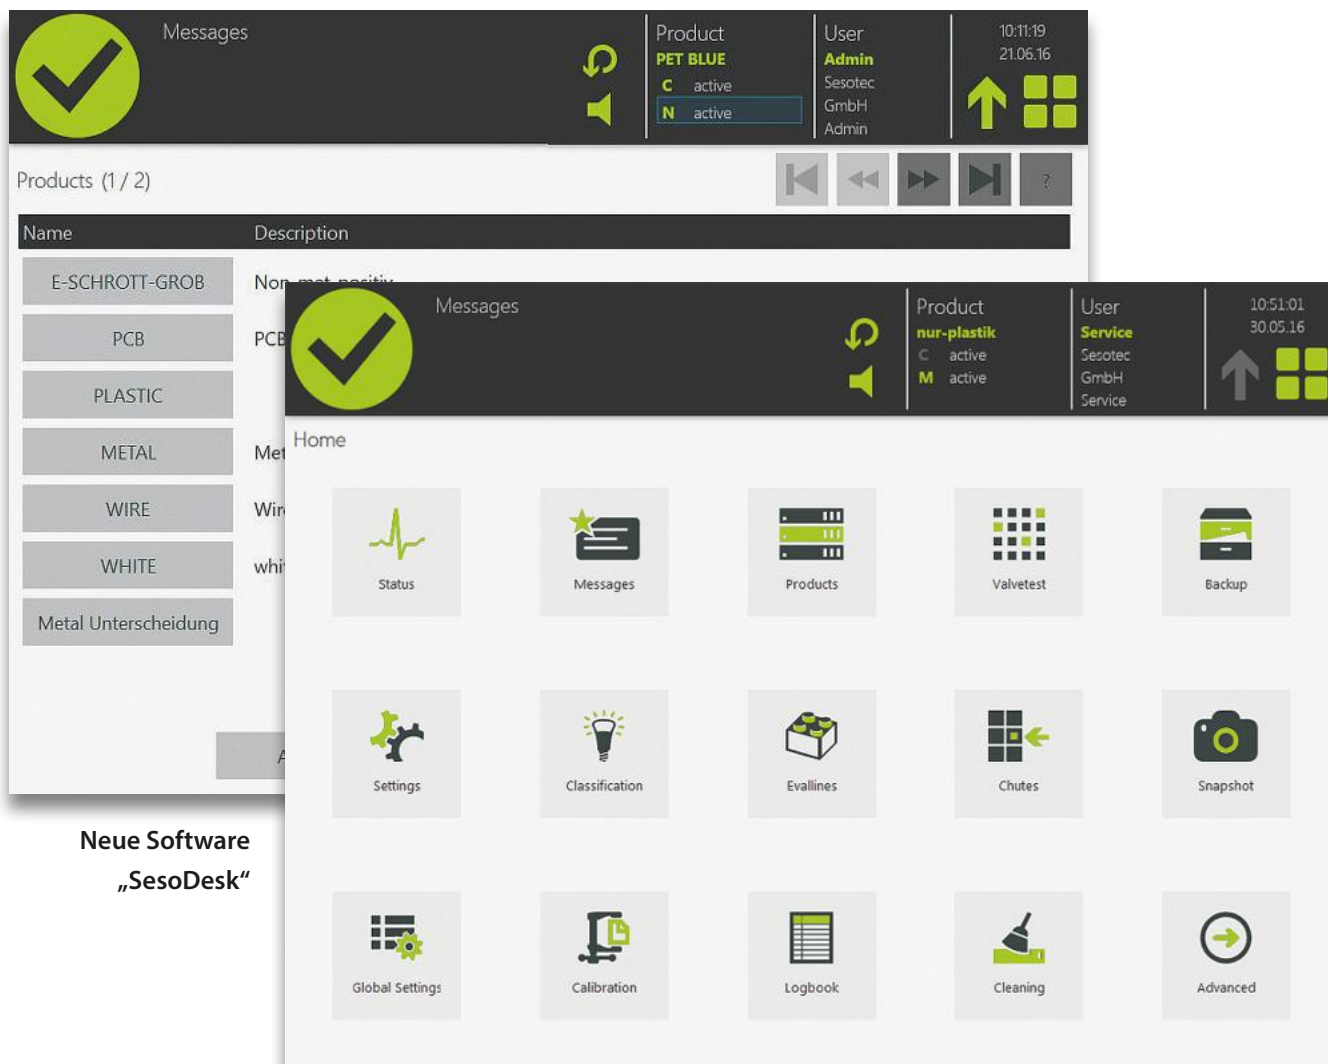 Messages
Product
PET BLUE
C active
N active
User
Admin
Sesotec
GmbH
Admin
10:11:19
21.06.16
Products (1 / 2)
?
Name Description
E-SCHROTT-GROB
PCB PCB
PLASTIC
METAL
WIRE
WHITE
Metal Unterscheidung
Messages
Product
nur-plastik
C active
M active
User
Service
Sesotec
GmbH
Service
10:51:01
30.05.16
Home
Status Messages Products Valvetest Backup
Settings Classification Evallines Chutes Snapshot
Global Settings Calibration Logbook Cleaning Advanced
Neue Software
„SesoDesk“